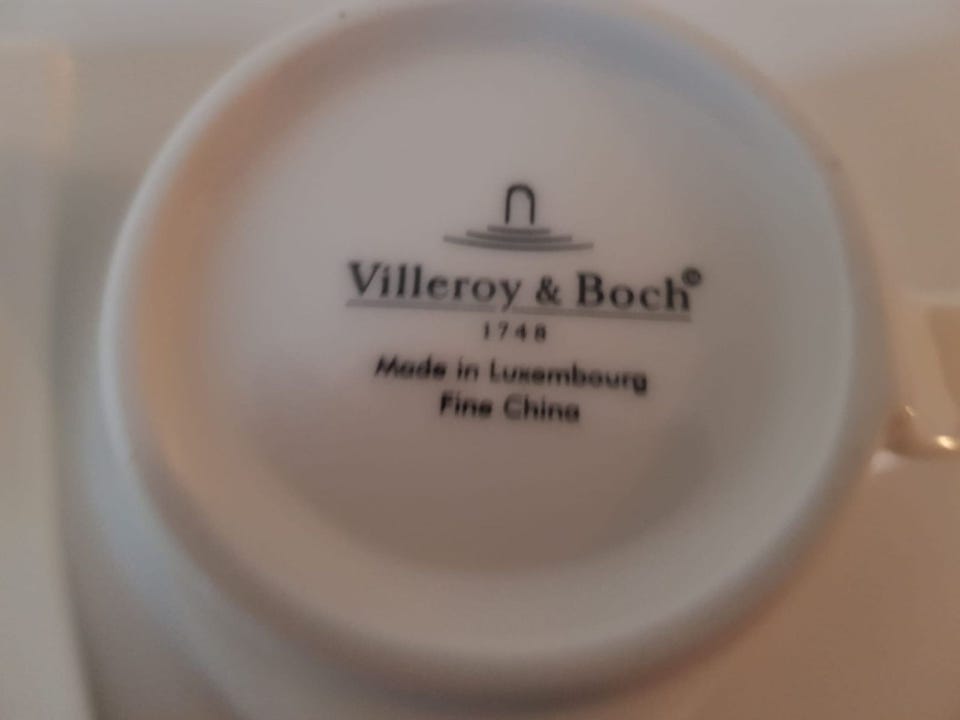 Villeroy & Boch©
1748
Made in Luxembourg
Fine China